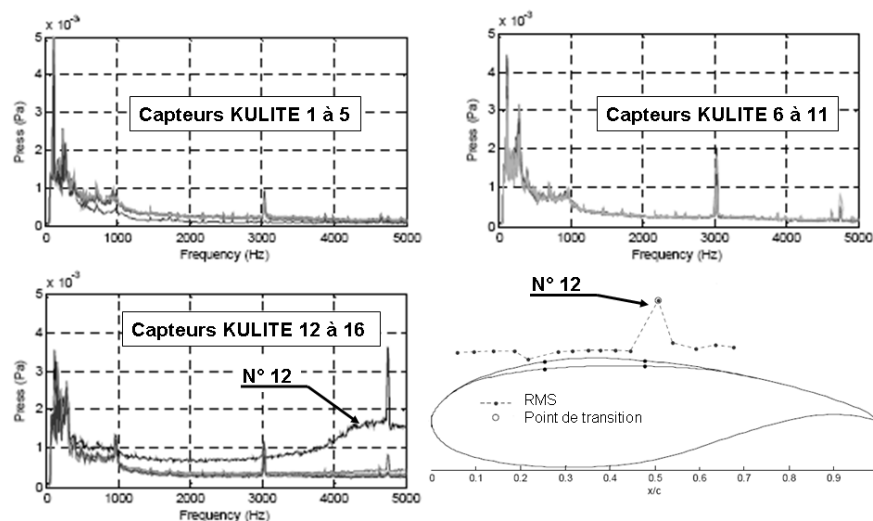 x 10⁻³
5
4
3
2
1
0
Press (Pa)
Capteurs KULITE 1 à 5
0 1000 2000 3000 4000 5000
Frequency (Hz)
x 10⁻³
5
4
3
2
1
0
Press (Pa)
Capteurs KULITE 6 à 11
0 1000 2000 3000 4000 5000
Frequency (Hz)
x 10⁻³
5
4
3
2
1
0
Press (Pa)
Capteurs KULITE 12 à 16
N° 12
0 1000 2000 3000 4000 5000
Frequency (Hz)
N° 12
RMS
Point de transition
0 0.1 0.2 0.3 0.4 0.5 0.6 0.7 0.8 0.9
x/c